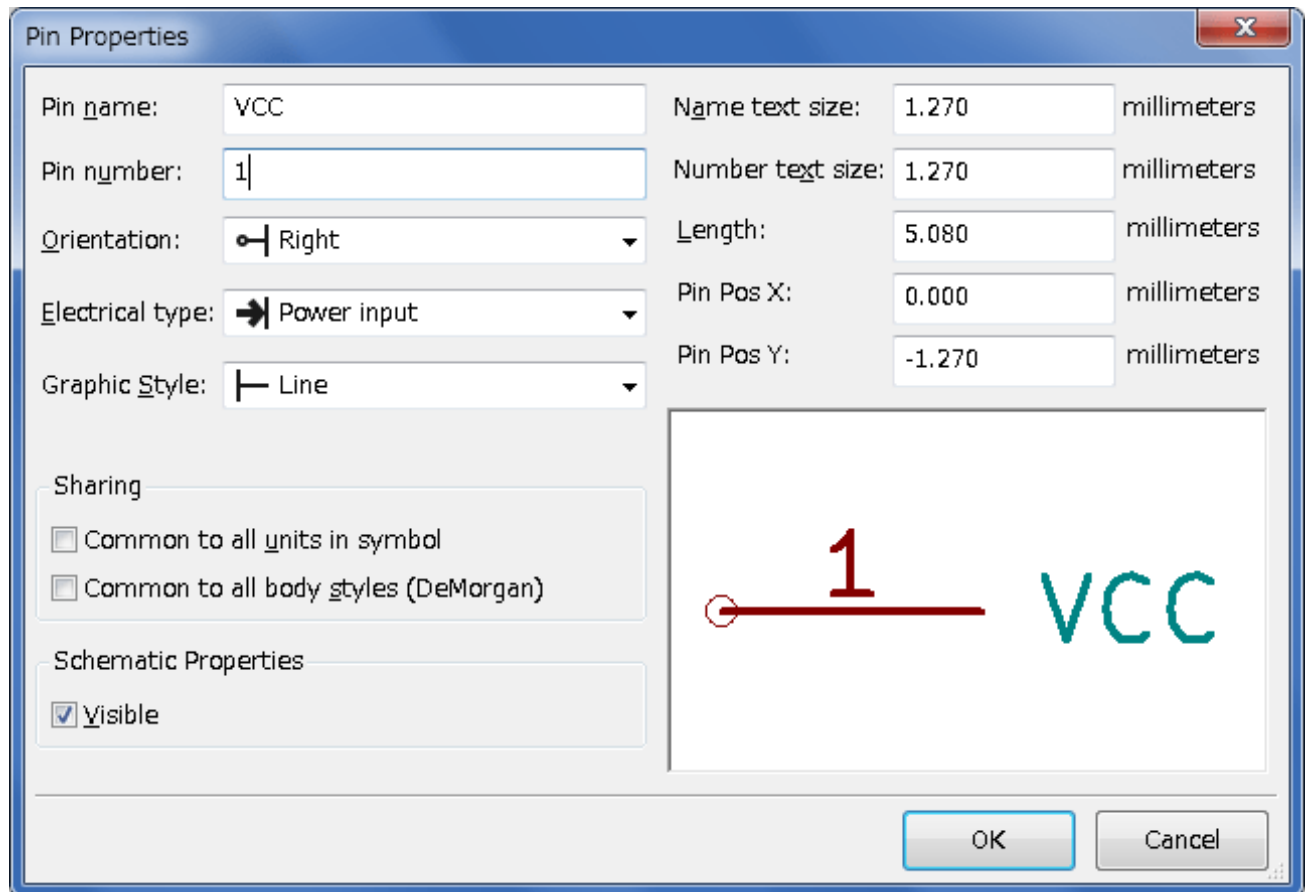 Pin Properties
Pin name: VCC
Name text size: 1.270 millimeters
Pin number: 1
Number text size: 1.270 millimeters
Orientation: Right
Length: 5.080 millimeters
Electrical type: Power input
Pin Pos X: 0.000 millimeters
Graphic Style: Line
Pin Pos Y: -1.270 millimeters
Sharing
Common to all units in symbol
Common to all body styles (DeMorgan)
Schematic Properties
Visible
1
VCC
OK
Cancel